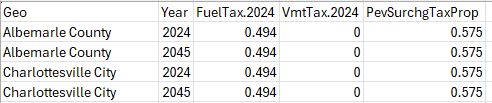 Geo Year FuelTax.2024 VmtTax.2024 PevSurchgTaxProp
Albemarle County 2024 0.494 0 0.575
Albemarle County 2045 0.494 0 0.575
Charlottesville City 2024 0.494 0 0.575
Charlottesville City 2045 0.494 0 0.575